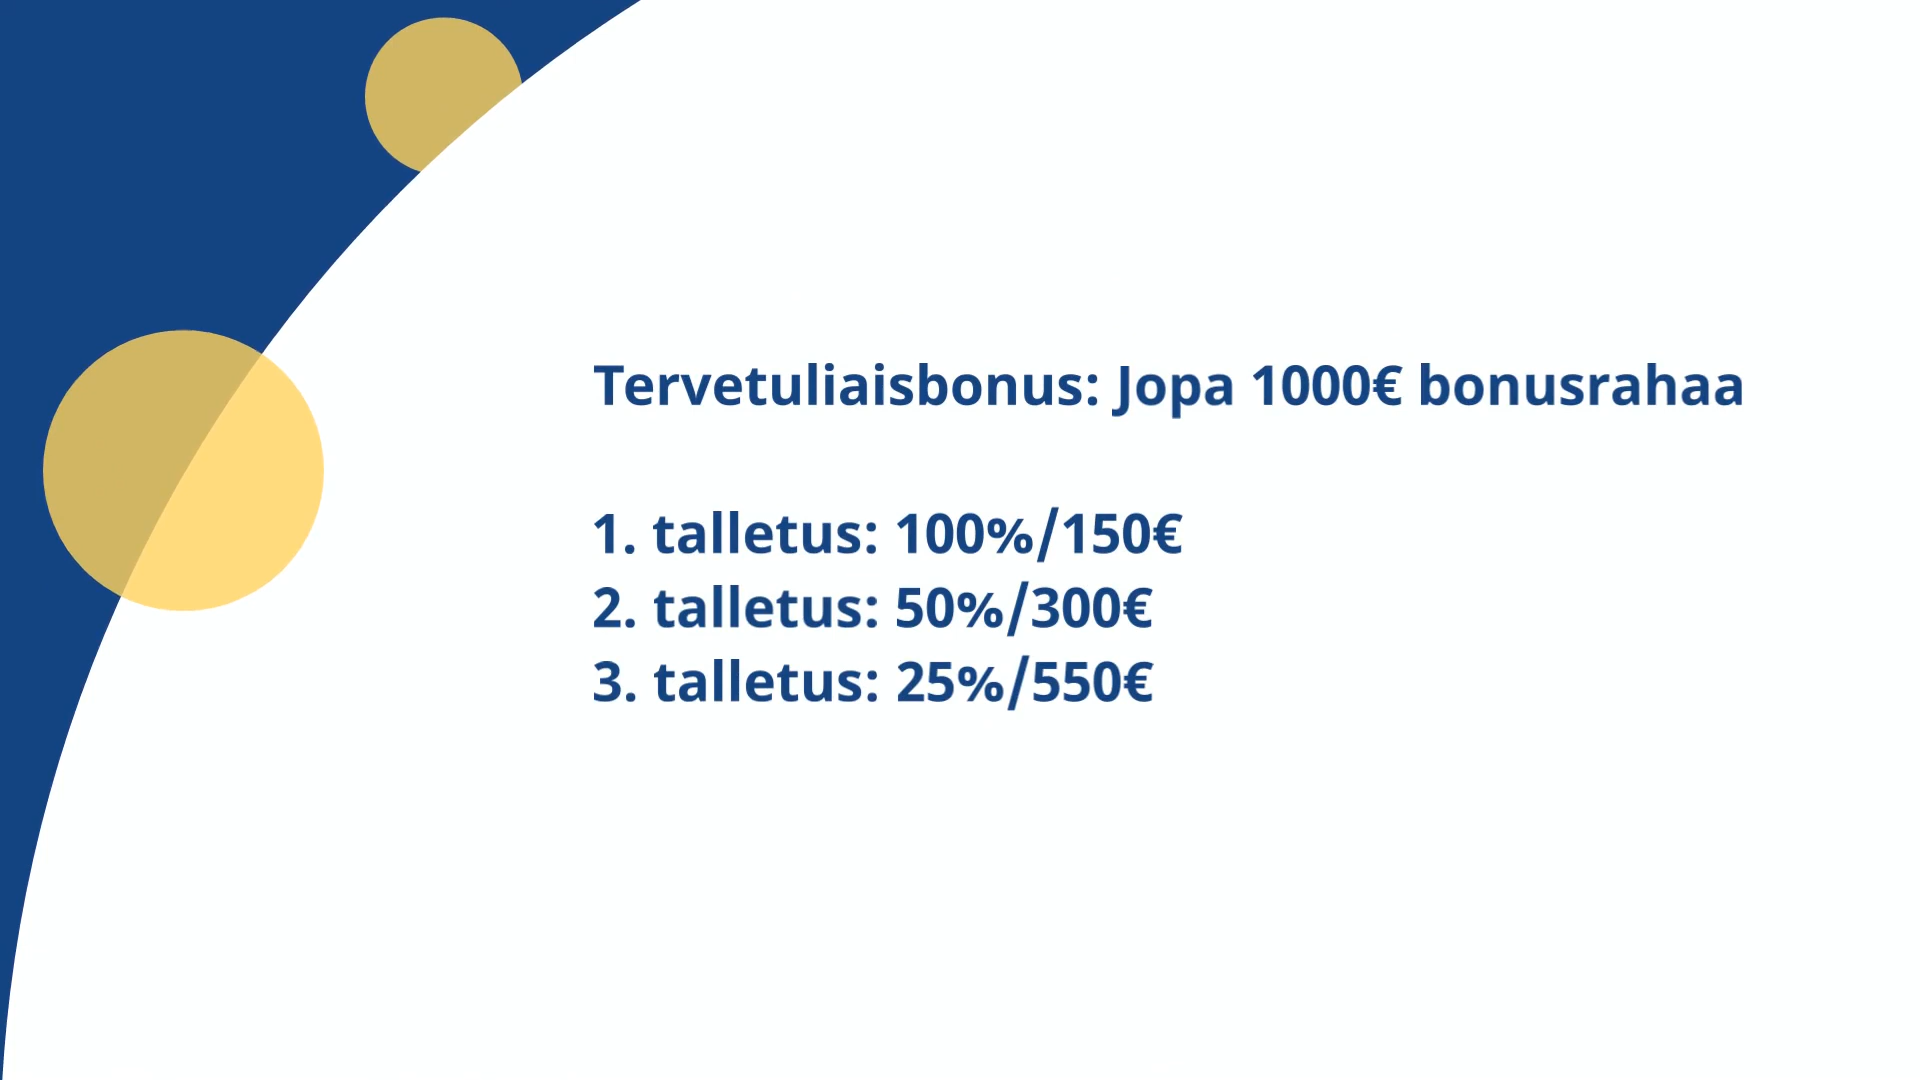 Tervetuliaisbonus: Jopa 1000€ bonusrahaa
1. talletus: 100%/150€
2. talletus: 50%/300€
3. talletus: 25%/550€